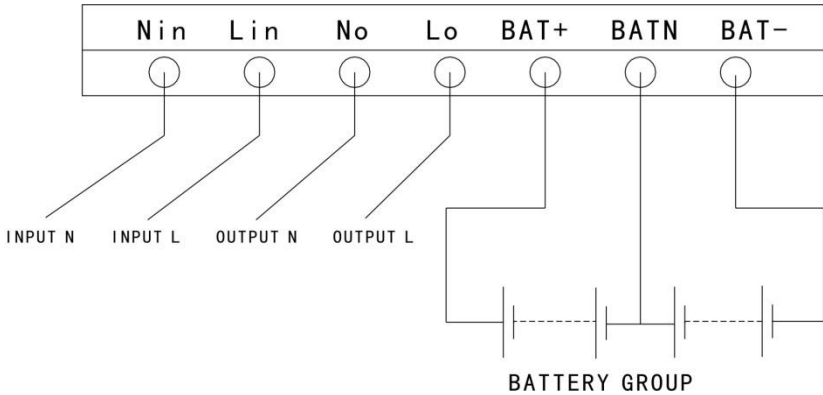 Nin Lin No Lo BAT+ BATN BAT-
INPUT N INPUT L OUTPUT N OUTPUT L
BATTERY GROUP